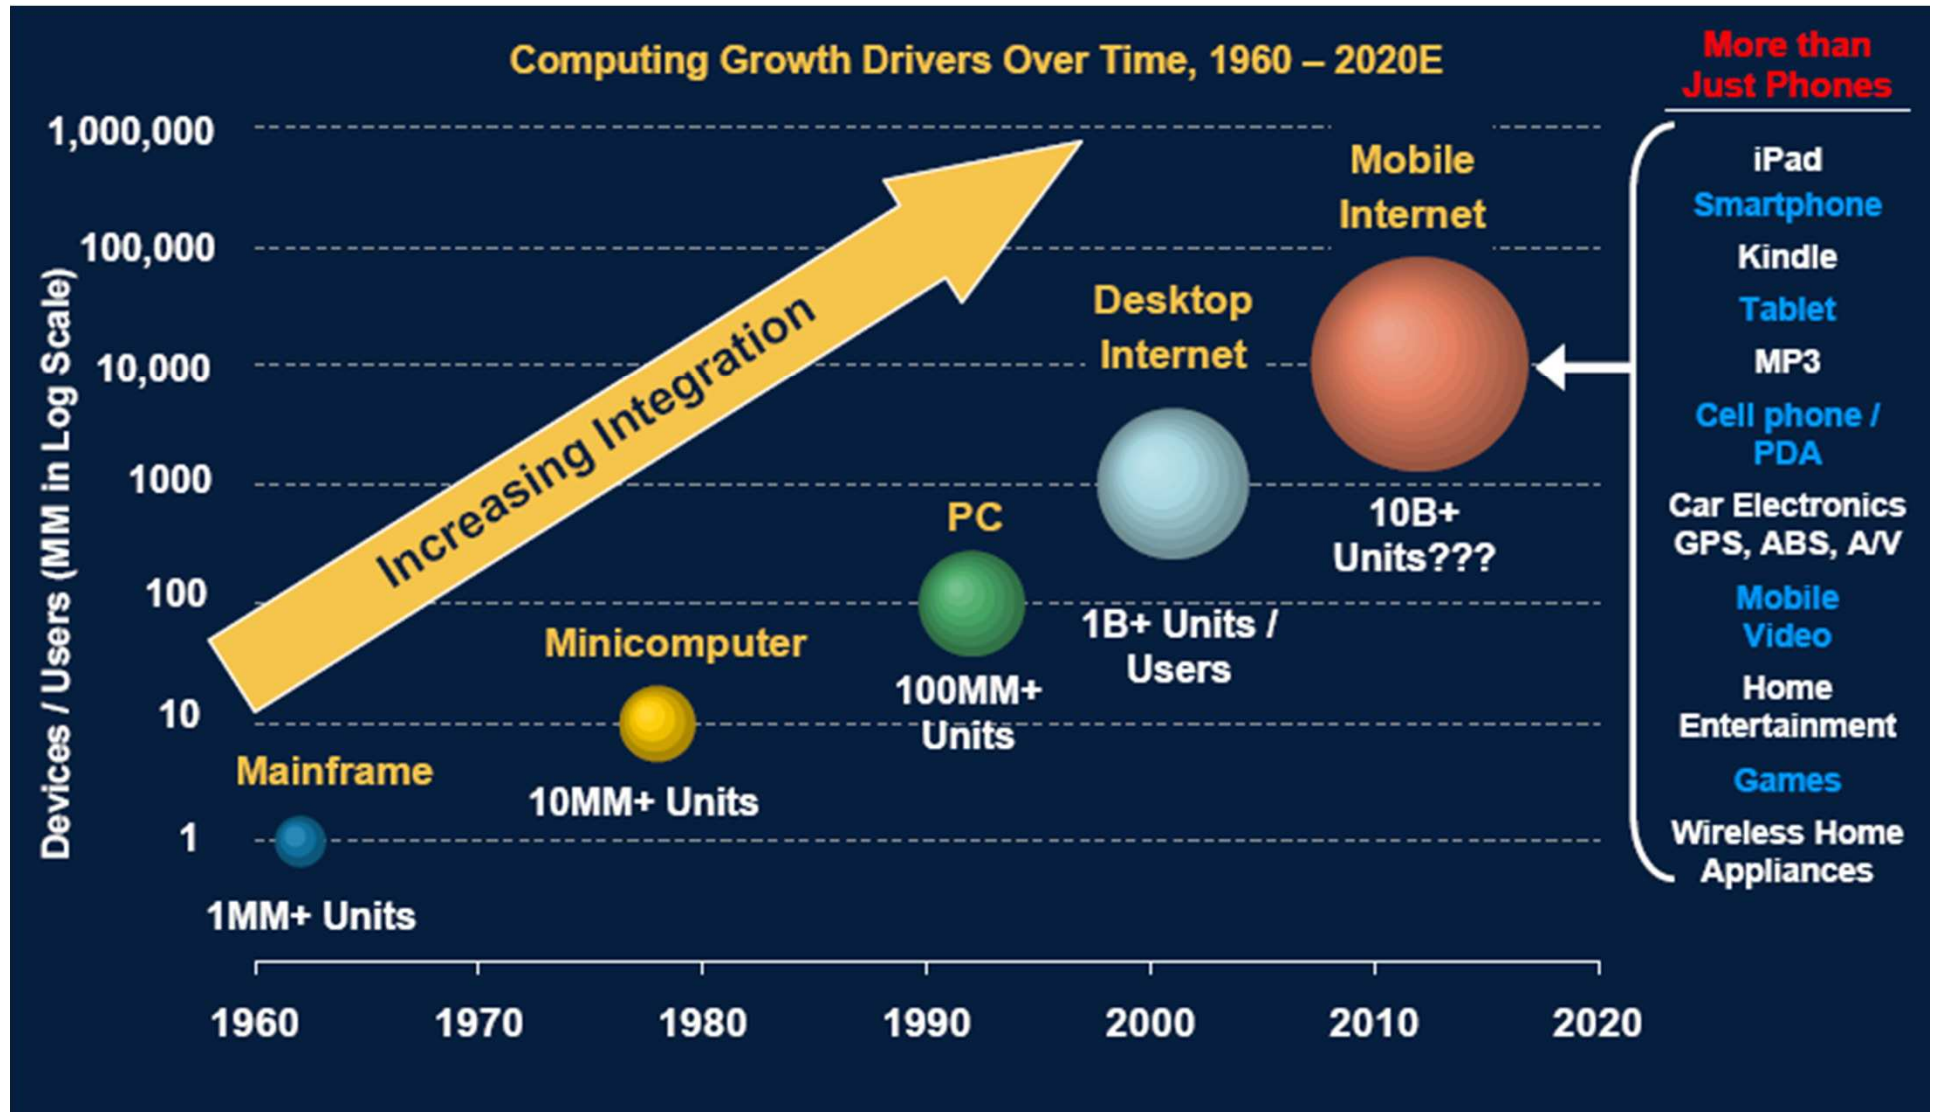 Computing Growth Drivers Over Time, 1960 – 2020E
More than
Just Phones
1,000,000
100,000
10,000
1000
100
10
1
Devices / Users (MM in Log Scale)
Increasing Integration
Mainframe
1MM+ Units
Minicomputer
10MM+ Units
PC
100MM+
Units
Desktop
Internet
1B+ Units /
Users
Mobile
Internet
10B+
Units???
iPad
Smartphone
Kindle
Tablet
MP3
Cell phone /
PDA
Car Electronics
GPS, ABS, A/V
Mobile
Video
Home
Entertainment
Games
Wireless Home
Appliances
1960
1970
1980
1990
2000
2010
2020